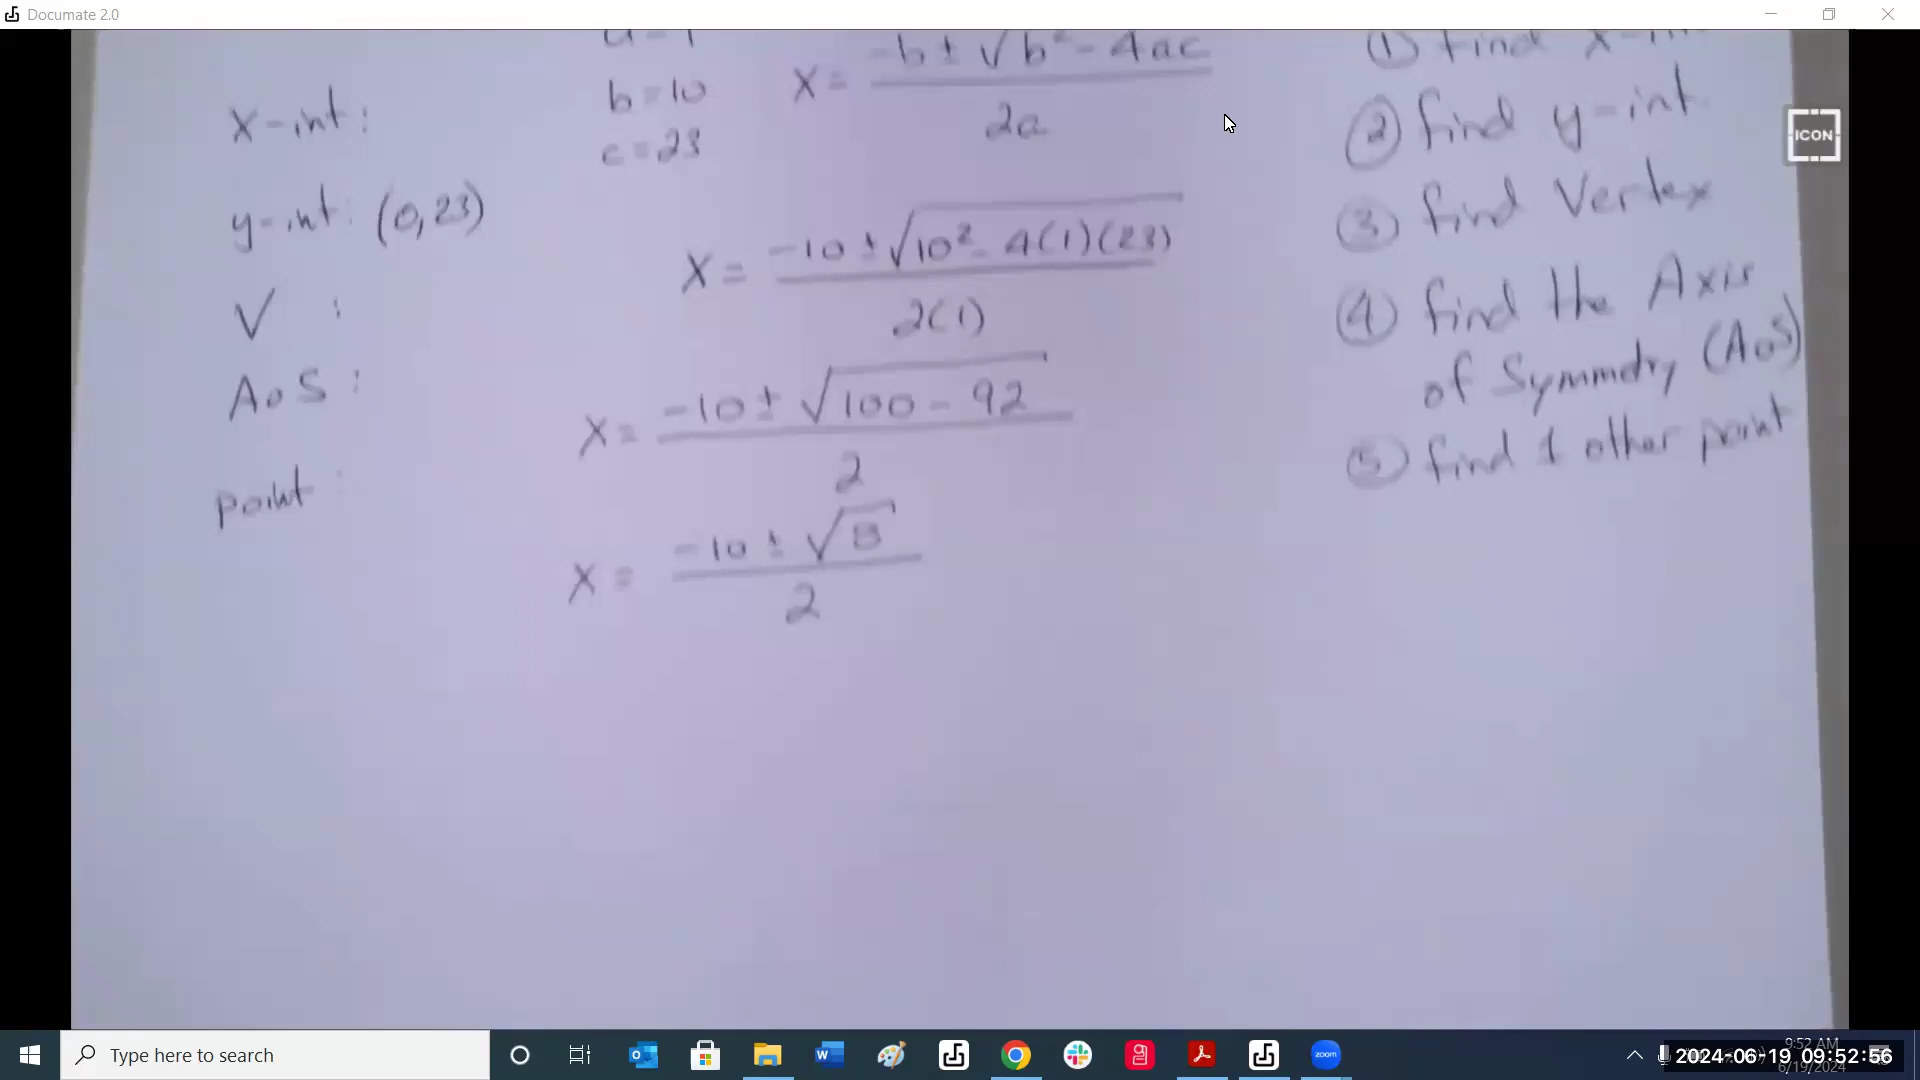 Documate 2.0
x-int:
y-int: (0,23)
V :
AoS:
point:
b=10
c=23
x= -b±√b²-4ac
2a
x= -10±√10²-4(1)(23)
2(1)
x= -10±√100-92
2
x= -10±√8
2
① find
② find y-int
③ find Vertex
④ find the Axis
of Symmetry (AoS)
⑤ find 1 other point
ICON
Type here to search
zoom
9:52 AM
2024-06-19 09:52:56
6/19/2024